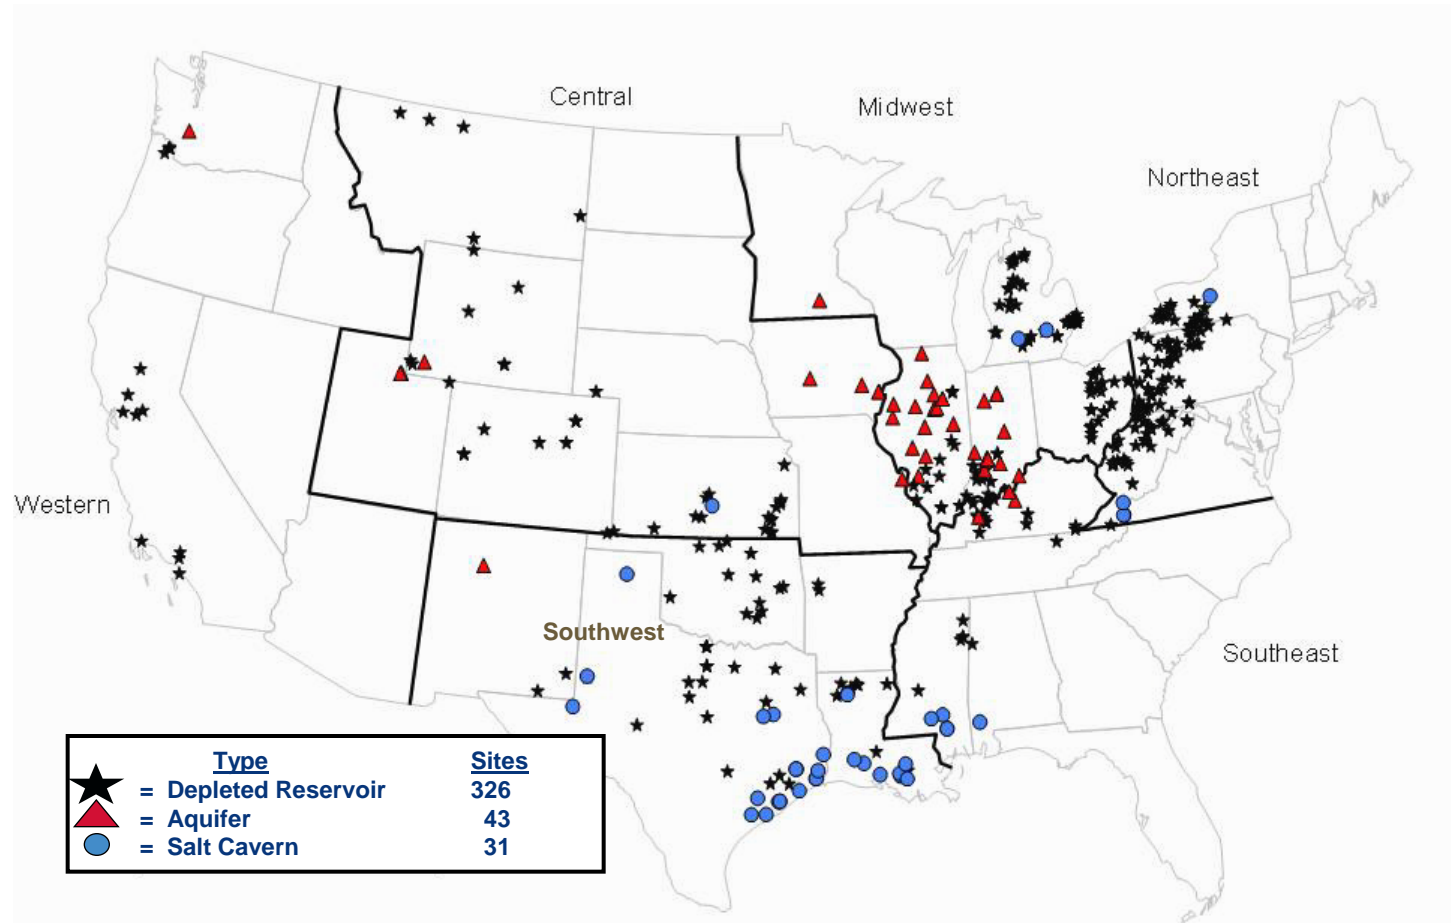 Central
Midwest
Northeast
Western
Southwest
Southeast
Type Sites
= Depleted Reservoir 326
= Aquifer 43
= Salt Cavern 31